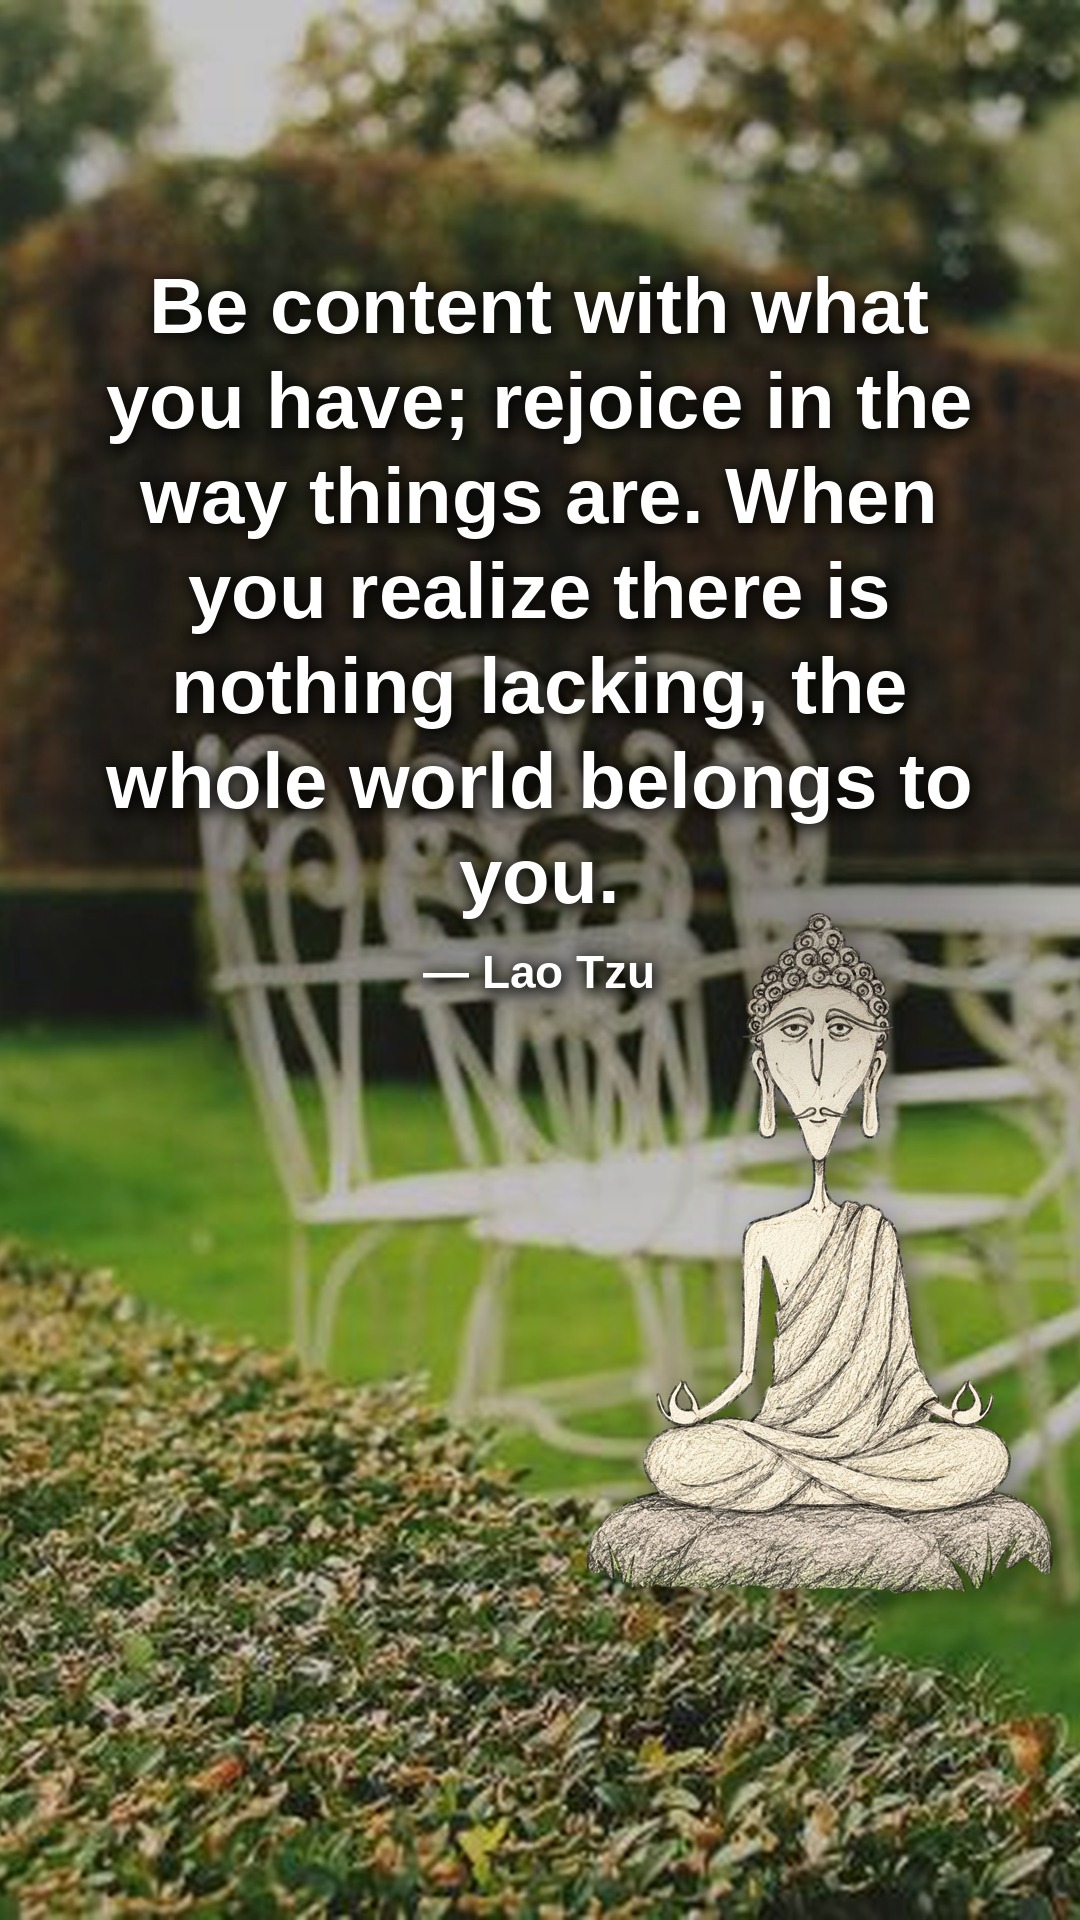 Be content with what
you have; rejoice in the
way things are. When
you realize there is
nothing lacking, the
whole world belongs to
you.
— Lao Tzu